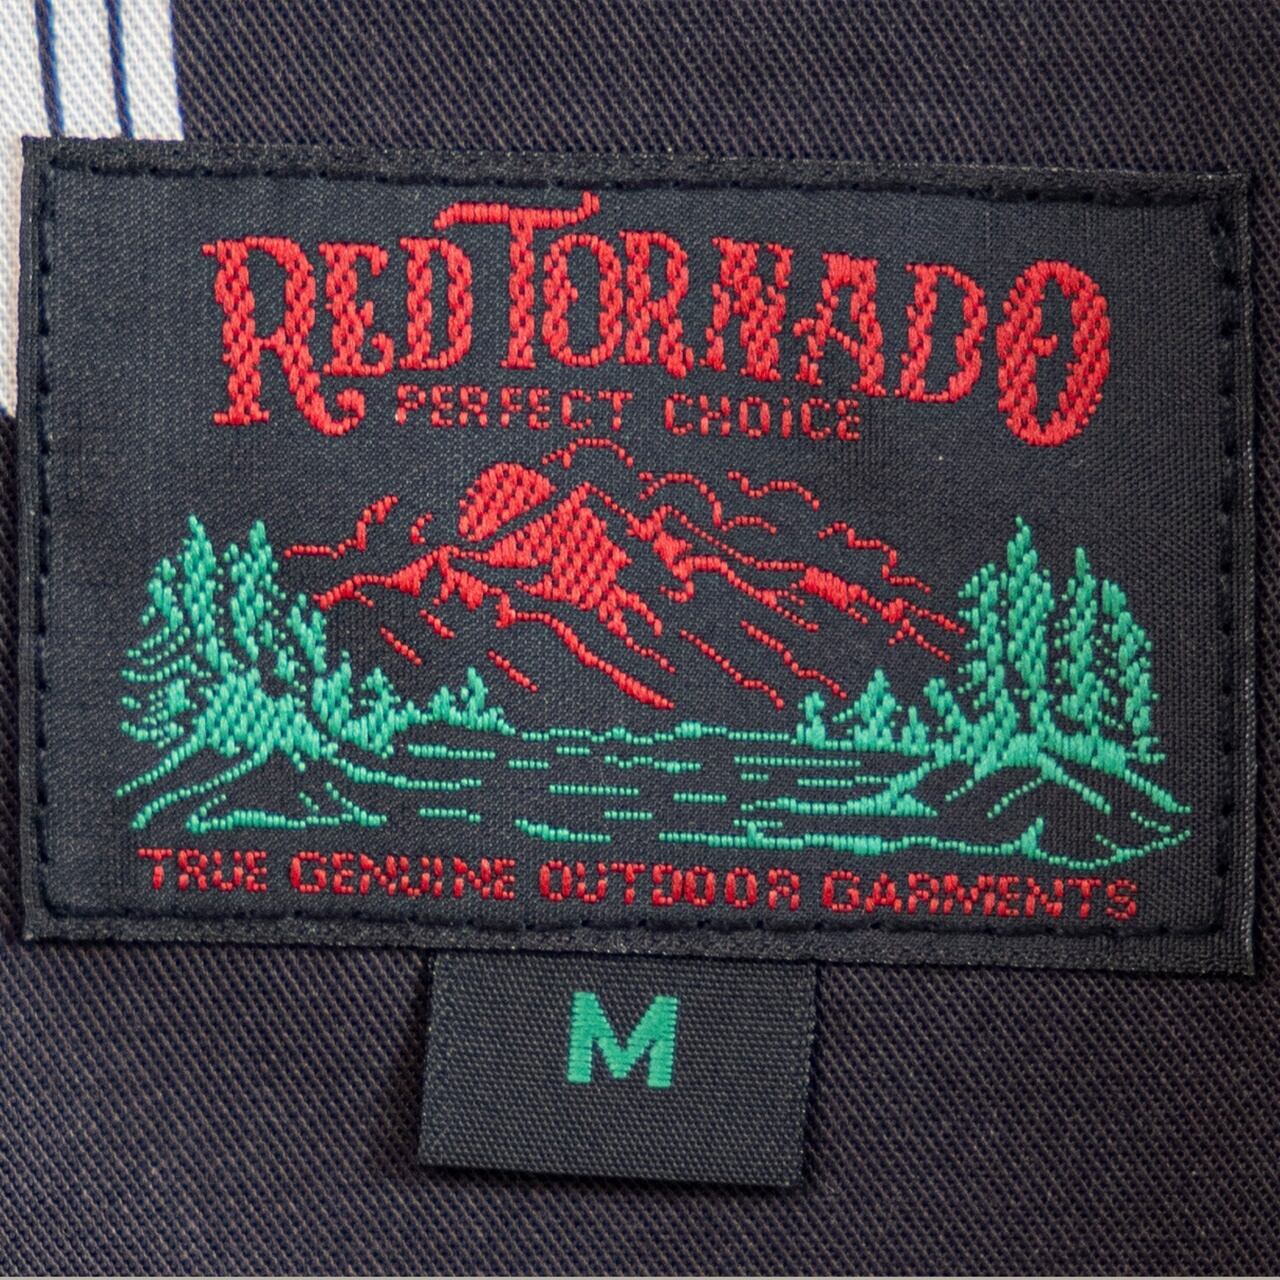 RED TORNADO
PERFECT CHOICE
TRUE GENUINE OUTDOOR GARMENTS
M